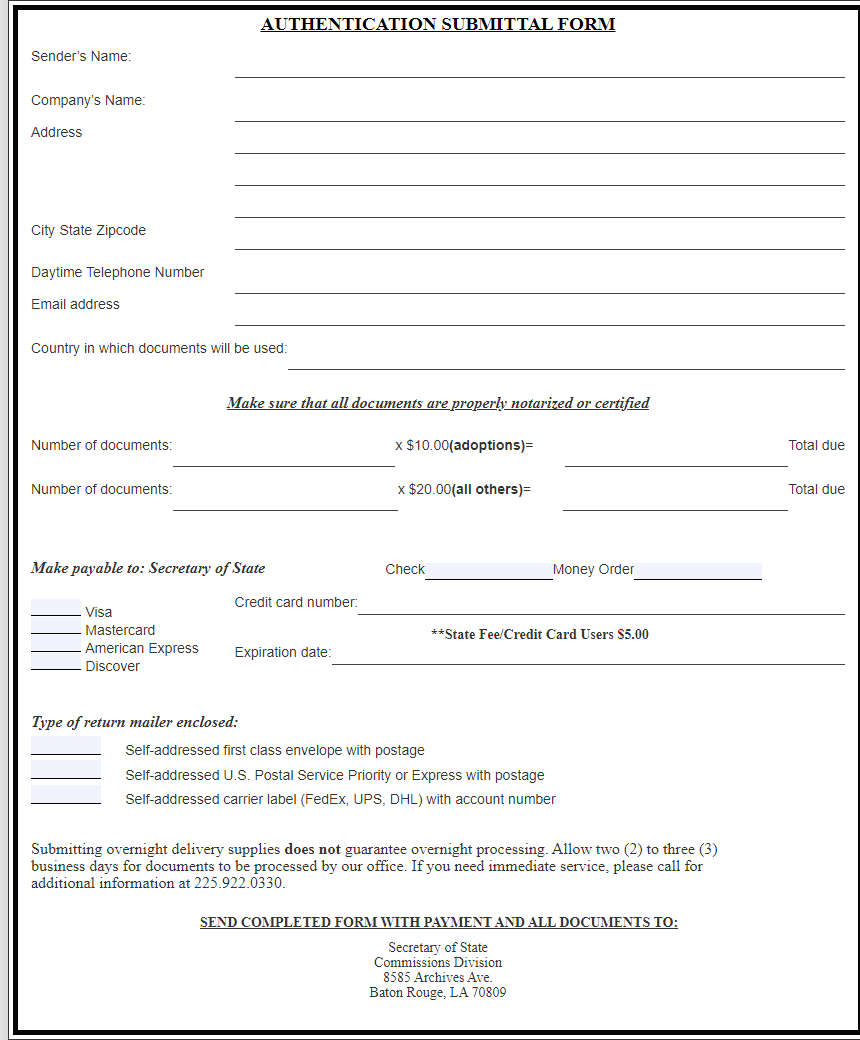 AUTHENTICATION SUBMITTAL FORM
Sender's Name:
Company's Name:
Address
City State Zipcode
Daytime Telephone Number
Email address
Country in which documents will be used:
Make sure that all documents are properly notarized or certified
Number of documents: x $10.00(adoptions)= Total due
Number of documents: x $20.00(all others)= Total due
Make payable to: Secretary of State Check Money Order
Visa Credit card number:
Mastercard **State Fee/Credit Card Users $5.00
American Express Expiration date:
Discover
Type of return mailer enclosed:
Self-addressed first class envelope with postage
Self-addressed U.S. Postal Service Priority or Express with postage
Self-addressed carrier label (FedEx, UPS, DHL) with account number
Submitting overnight delivery supplies does not guarantee overnight processing. Allow two (2) to three (3)
business days for documents to be processed by our office. If you need immediate service, please call for
additional information at 225.922.0330.
SEND COMPLETED FORM WITH PAYMENT AND ALL DOCUMENTS TO:
Secretary of State
Commissions Division
8585 Archives Ave.
Baton Rouge, LA 70809